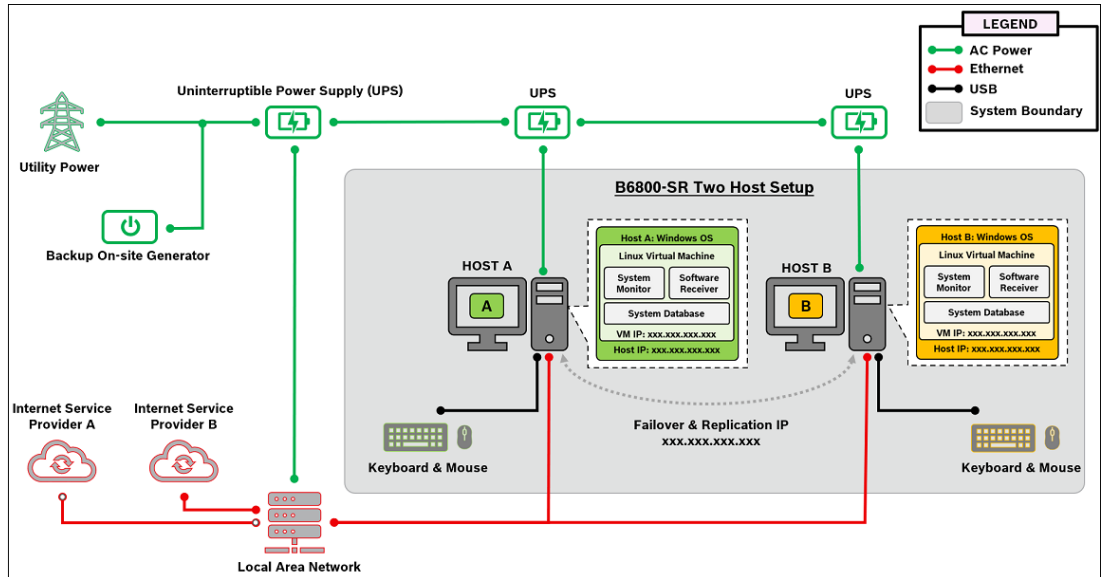 LEGEND
AC Power
Ethernet
USB
System Boundary
Uninterruptible Power Supply (UPS)
UPS
UPS
Utility Power
Backup On-site Generator
B6800-SR Two Host Setup
HOST A
A
Host A: Windows OS
Linux Virtual Machine
System
Monitor
Software
Receiver
System Database
VM IP: xxx.xxx.xxx.xxx
Host IP: xxx.xxx.xxx.xxx
HOST B
B
Host B: Windows OS
Linux Virtual Machine
System
Monitor
Software
Receiver
System Database
VM IP: xxx.xxx.xxx.xxx
Host IP: xxx.xxx.xxx.xxx
Failover & Replication IP
xxx.xxx.xxx.xxx
Keyboard & Mouse
Keyboard & Mouse
Internet Service
Provider A
Internet Service
Provider B
Local Area Network